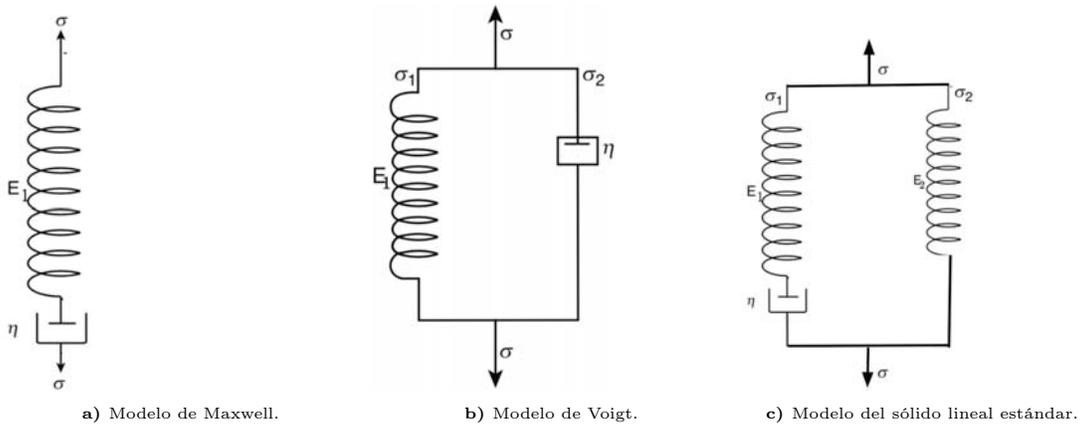 σ
E1
η
σ
a) Modelo de Maxwell.
σ
σ1
σ2
E1
η
σ
b) Modelo de Voigt.
σ
σ1
σ2
E1
E2
η
σ
c) Modelo del sólido lineal estándar.